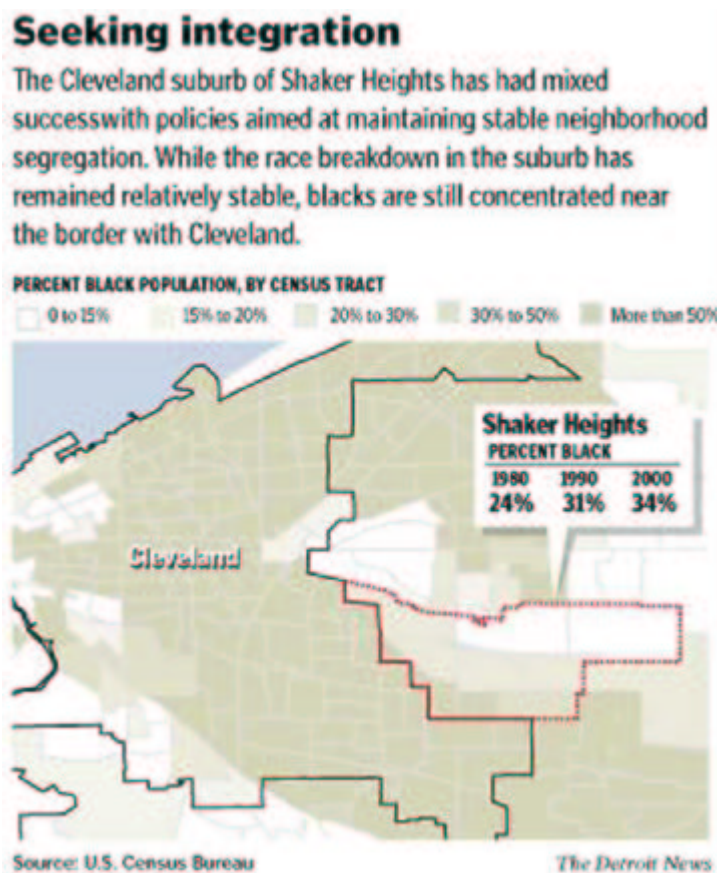 Seeking integration
The Cleveland suburb of Shaker Heights has had mixed
successwith policies aimed at maintaining stable neighborhood
segregation. While the race breakdown in the suburb has
remained relatively stable, blacks are still concentrated near
the border with Cleveland.
PERCENT BLACK POPULATION, BY CENSUS TRACT
0 to 15% 15% to 20% 20% to 30% 30% to 50% More than 50%
Shaker Heights
PERCENT BLACK
1980 1990 2000
24% 31% 34%
Cleveland
Source: U.S. Census Bureau The Detroit News